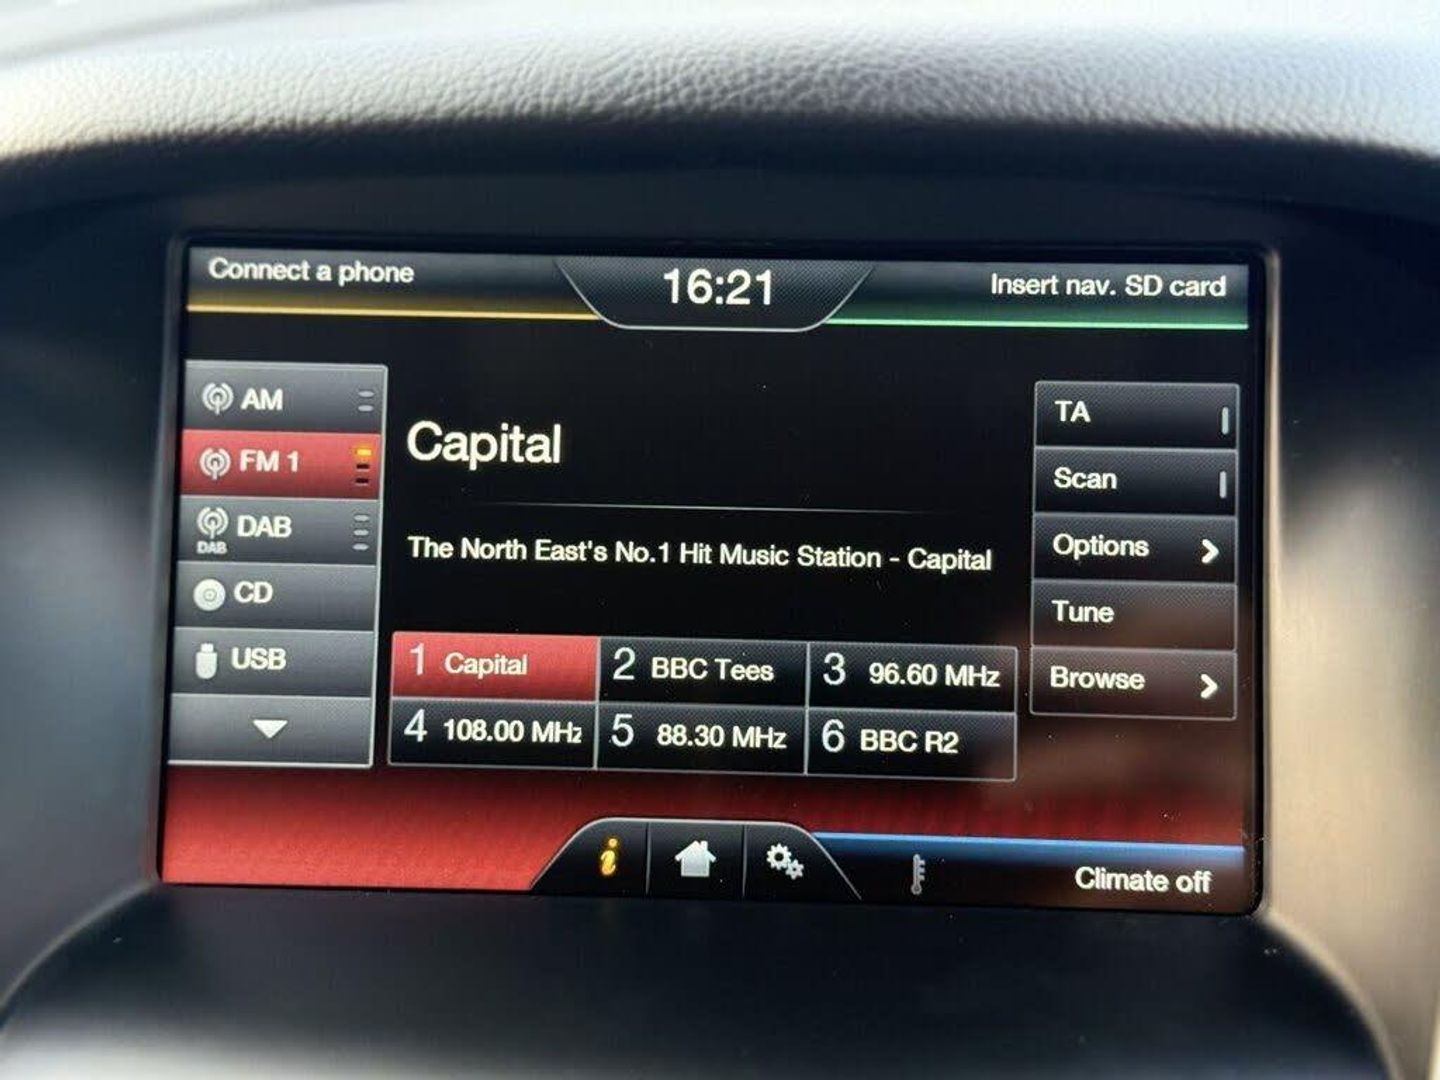 Connect a phone
16:21
Insert nav. SD card
AM
FM 1
DAB
DAB
CD
USB
Capital
The North East's No.1 Hit Music Station - Capital
1 Capital
2 BBC Tees
3 96.60 MHz
4 108.00 MHz
5 88.30 MHz
6 BBC R2
TA
Scan
Options
Tune
Browse
i
Climate off